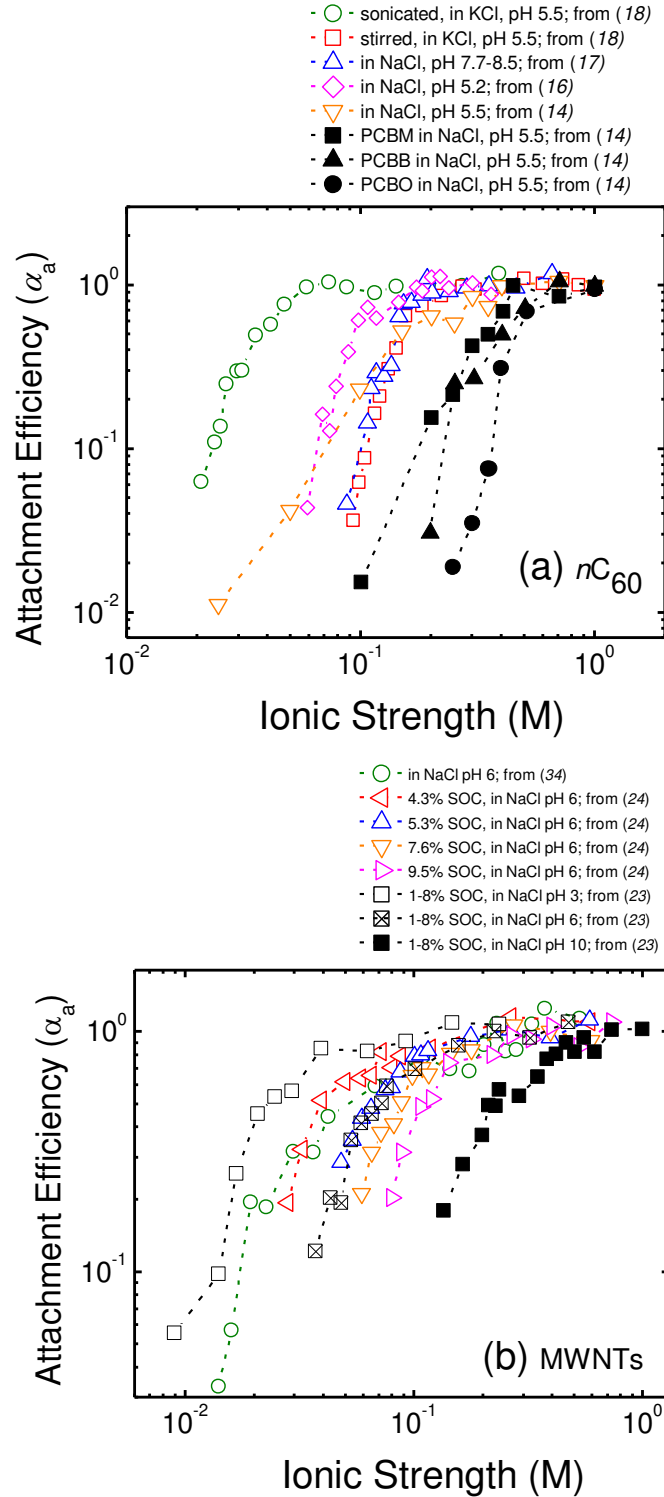 sonicated, in KCl, pH 5.5; from (18)
stirred, in KCl, pH 5.5; from (18)
in NaCl, pH 7.7-8.5; from (17)
in NaCl, pH 5.2; from (16)
in NaCl, pH 5.5; from (14)
PCBM in NaCl, pH 5.5; from (14)
PCBB in NaCl, pH 5.5; from (14)
PCBO in NaCl, pH 5.5; from (14)
Attachment Efficiency (αa)
10^0
10^-1
10^-2
(a) nC60
10^-2 10^-1 10^0
Ionic Strength (M)
in NaCl pH 6; from (34)
4.3% SOC, in NaCl pH 6; from (24)
5.3% SOC, in NaCl pH 6; from (24)
7.6% SOC, in NaCl pH 6; from (24)
9.5% SOC, in NaCl pH 6; from (24)
1-8% SOC, in NaCl pH 3; from (23)
1-8% SOC, in NaCl pH 6; from (23)
1-8% SOC, in NaCl pH 10; from (23)
Attachment Efficiency (αa)
10^0
10^-1
(b) MWNTs
10^-2 10^-1 10^0
Ionic Strength (M)